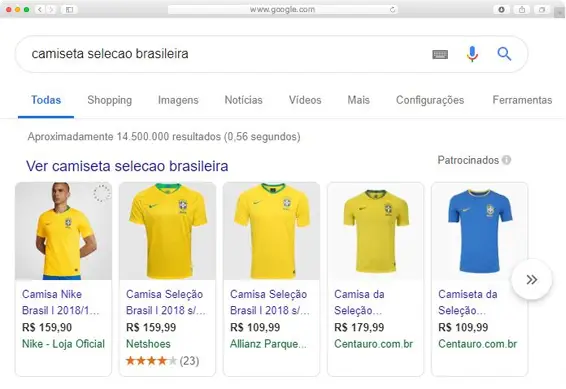 www.google.com
camiseta selecao brasileira
Todas Shopping Imagens Notícias Vídeos Mais Configurações Ferramentas
Aproximadamente 14.500.000 resultados (0,56 segundos)
Ver camiseta selecao brasileira
Patrocinados
Camisa Nike Brasil I 2018/1...
R$ 159,90
Nike - Loja Oficial
Camisa Seleção Brasil I 2018 s/...
R$ 159,99
Netshoes
(23)
Camisa Seleção Brasil I 2018 s/...
R$ 109,99
Allianz Parque...
Camisa da Seleção...
R$ 179,99
Centauro.com.br
Camiseta da Seleção...
R$ 109,99
Centauro.com.br